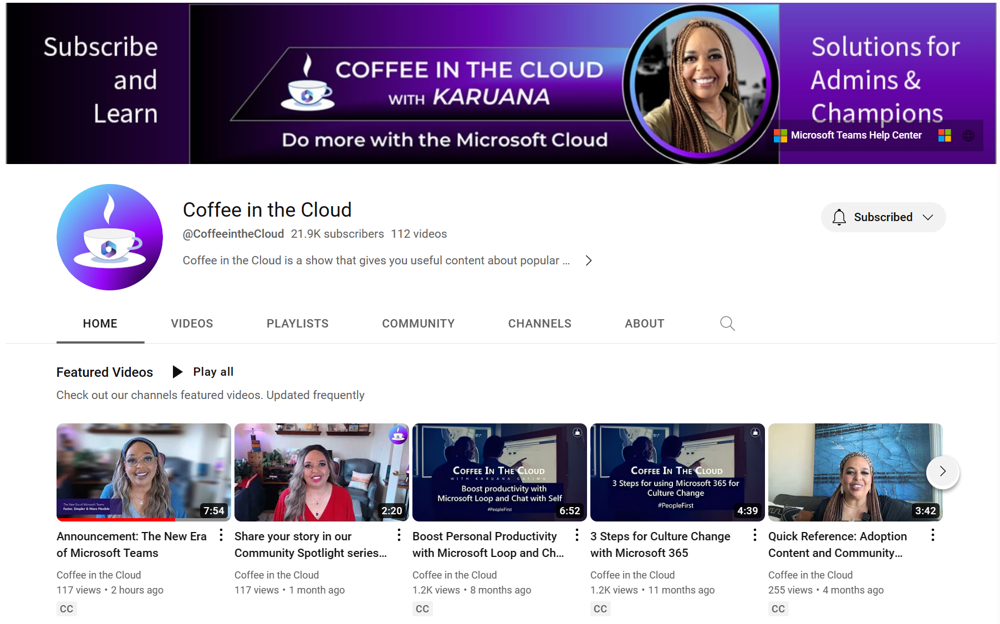 Subscribe
and
Learn
COFFEE IN THE CLOUD
WITH KARUANA
Do more with the Microsoft Cloud
Solutions for
Admins &
Champions
Microsoft Teams Help Center
Coffee in the Cloud
@CoffeeintheCloud 21.9K subscribers 112 videos
Coffee in the Cloud is a show that gives you useful content about popular ...
Subscribed
HOME VIDEOS PLAYLISTS COMMUNITY CHANNELS ABOUT
Featured Videos Play all
Check out our channels featured videos. Updated frequently
The New Era of Microsoft Teams
Faster, Simpler & More Flexible
7:54
Announcement: The New Era
of Microsoft Teams
Coffee in the Cloud
117 views • 2 hours ago
CC
2:20
Share your story in our
Community Spotlight series...
Coffee in the Cloud
117 views • 1 month ago
COFFEE IN THE CLOUD
WITH KARUANA GATIMU
Boost productivity with
Microsoft Loop and Chat with Self
#PeopleFirst
6:52
Boost Personal Productivity
with Microsoft Loop and Ch...
Coffee in the Cloud
1.2K views • 8 months ago
CC
COFFEE IN THE CLOUD
3 Steps for using Microsoft 365 for
Culture Change
#PeopleFirst
4:39
3 Steps for Culture Change
with Microsoft 365
Coffee in the Cloud
1.2K views • 11 months ago
CC
3:42
Quick Reference: Adoption
Content and Community...
Coffee in the Cloud
255 views • 4 months ago
CC